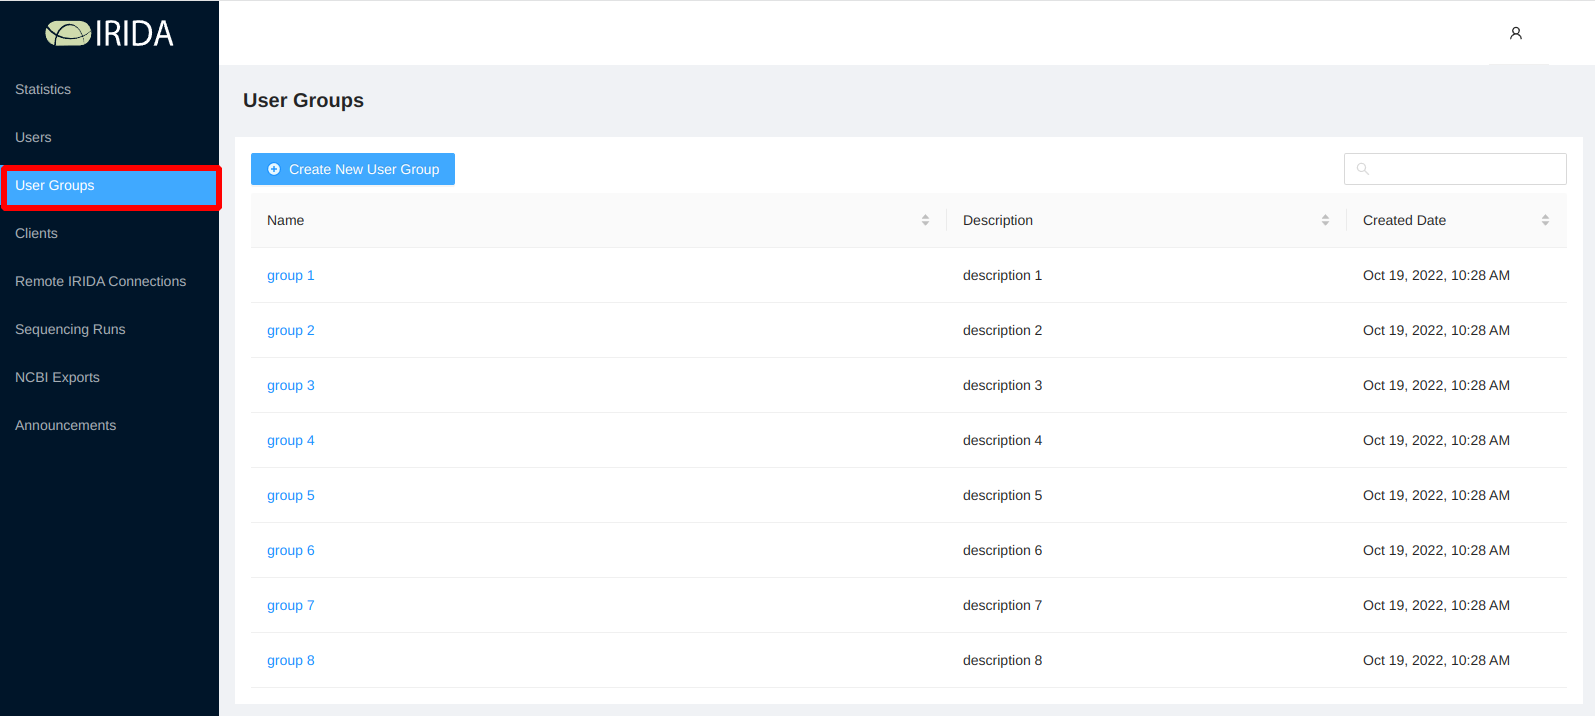 IRIDA
Statistics
Users
User Groups
Clients
Remote IRIDA Connections
Sequencing Runs
NCBI Exports
Announcements
User Groups
Create New User Group
Name Description Created Date
group 1 description 1 Oct 19, 2022, 10:28 AM
group 2 description 2 Oct 19, 2022, 10:28 AM
group 3 description 3 Oct 19, 2022, 10:28 AM
group 4 description 4 Oct 19, 2022, 10:28 AM
group 5 description 5 Oct 19, 2022, 10:28 AM
group 6 description 6 Oct 19, 2022, 10:28 AM
group 7 description 7 Oct 19, 2022, 10:28 AM
group 8 description 8 Oct 19, 2022, 10:28 AM